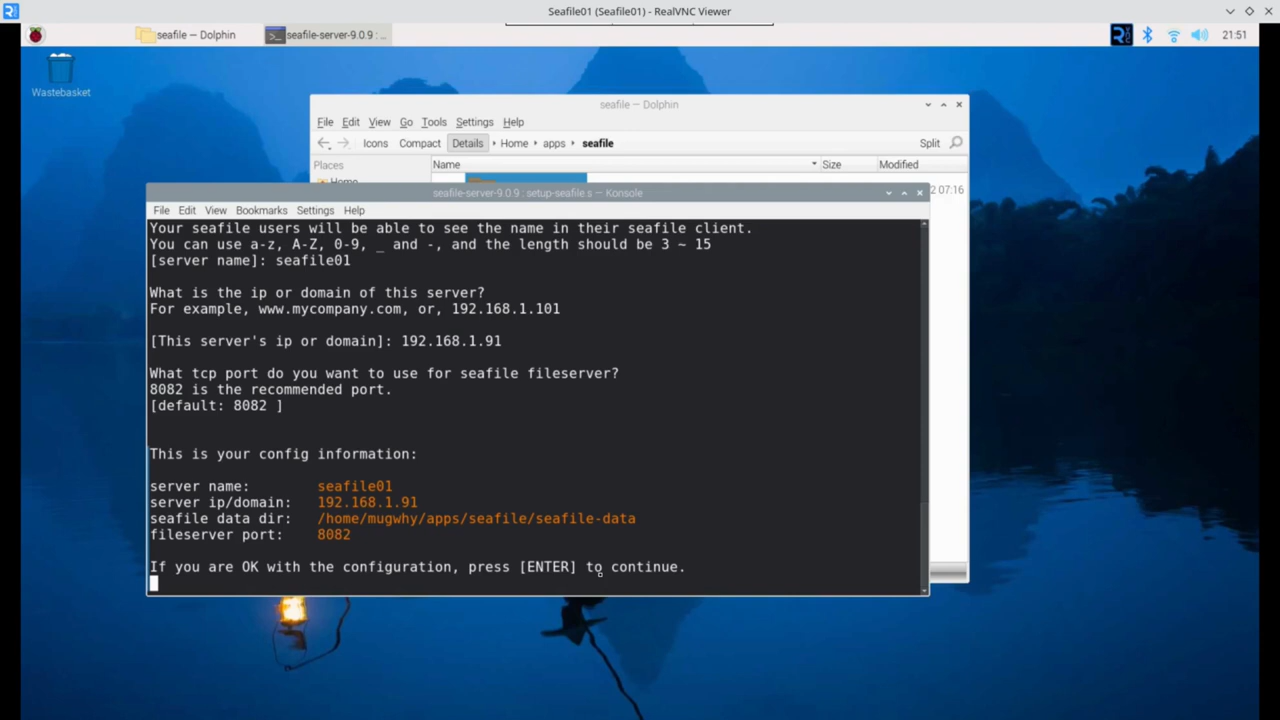 Seafile01 (Seafile01) - RealVNC Viewer
seafile — Dolphin
seafile-server-9.0.9 : ...
21:51
Wastebasket
seafile — Dolphin
File Edit View Go Tools Settings Help
Icons Compact Details Home apps seafile Split
Places Name Size Modified
Home
2 07:16
seafile-server-9.0.9 : setup-seafile.s — Konsole
File Edit View Bookmarks Settings Help
Your seafile users will be able to see the name in their seafile client.
You can use a-z, A-Z, 0-9, _ and -, and the length should be 3 ~ 15
[server name]: seafile01
What is the ip or domain of this server?
For example, www.mycompany.com, or, 192.168.1.101
[This server's ip or domain]: 192.168.1.91
What tcp port do you want to use for seafile fileserver?
8082 is the recommended port.
[default: 8082 ]
This is your config information:
server name: seafile01
server ip/domain: 192.168.1.91
seafile data dir: /home/mugwhy/apps/seafile/seafile-data
fileserver port: 8082
If you are OK with the configuration, press [ENTER] to continue.